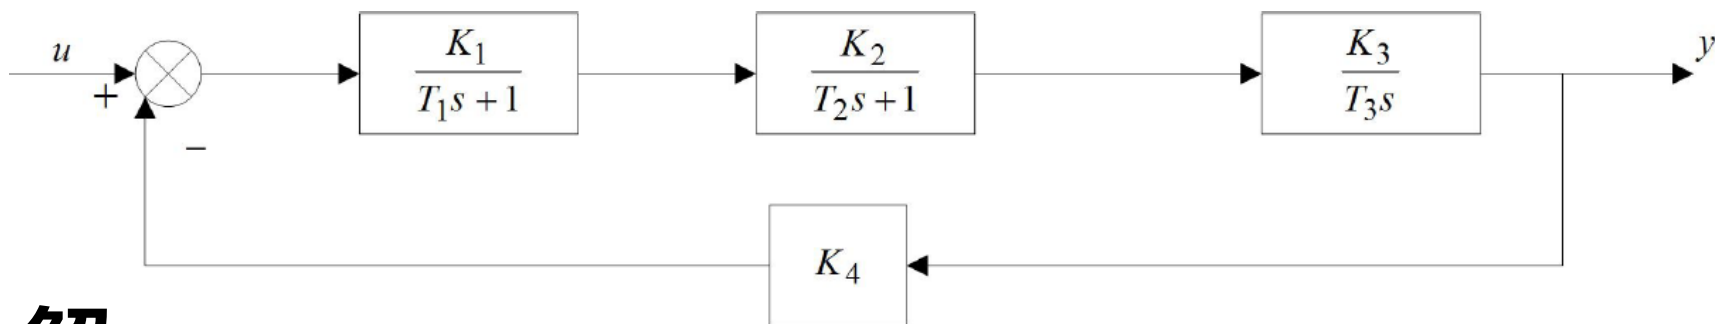 u
+
−
K₁
T₁s + 1
K₂
T₂s + 1
K₃
T₃s
y
K₄